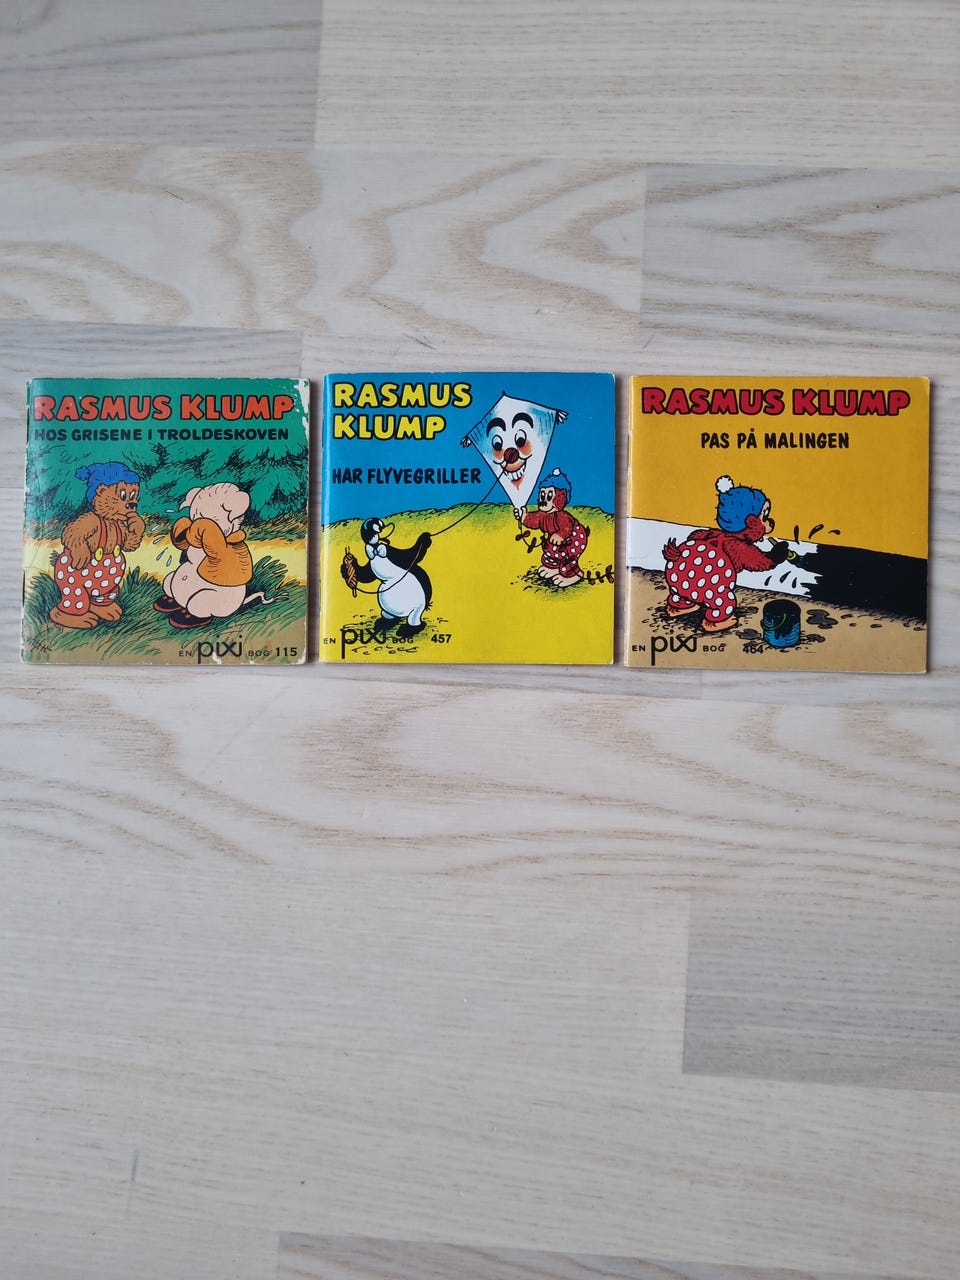 RASMUS KLUMP
HOS GRISENE I TROLDESKOVEN
EN pixi BOG 115
RASMUS
KLUMP
HAR FLYVEGRILLER
EN pixi BOG 457
RASMUS KLUMP
PAS PÅ MALINGEN
EN pixi BOG 464